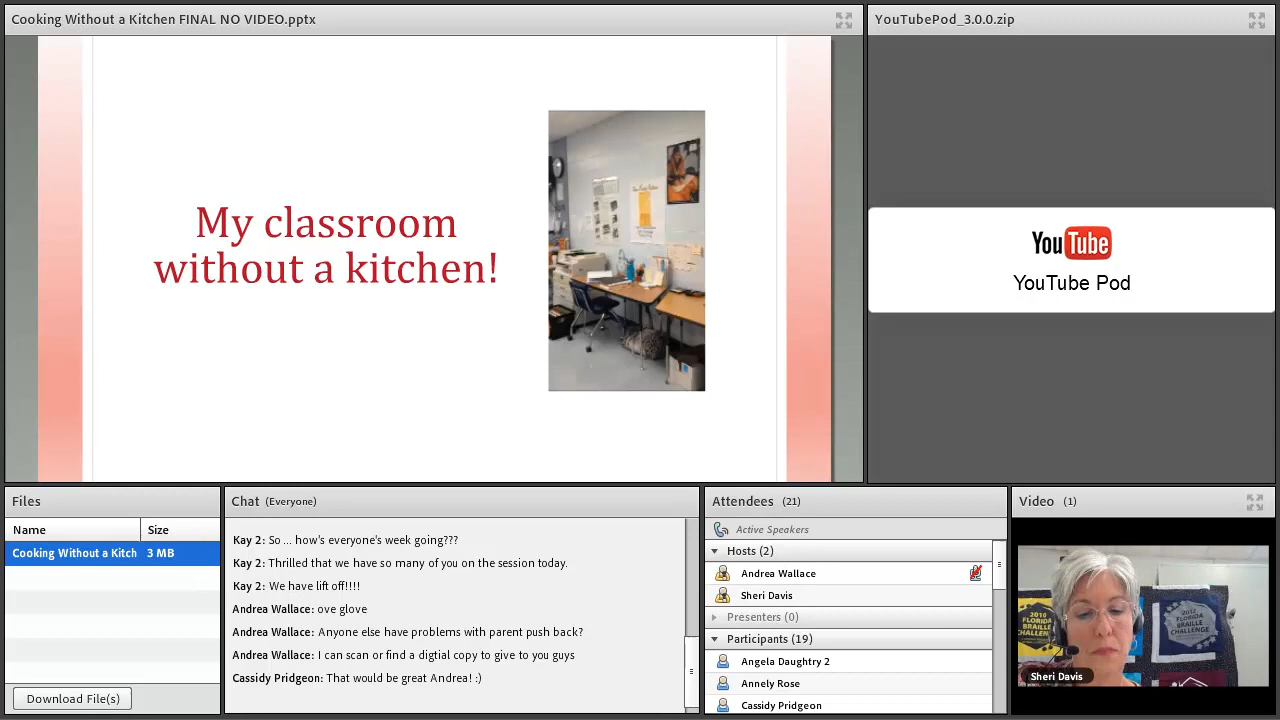 Cooking Without a Kitchen FINAL NO VIDEO.pptx
YouTubePod_3.0.0.zip
My classroom
without a kitchen!
YouTube
YouTube Pod
Files
Name Size
Cooking Without a Kitch 3 MB
Download File(s)
Chat (Everyone)
Kay 2: So ... how's everyone's week going???
Kay 2: Thrilled that we have so many of you on the session today.
Kay 2: We have lift off!!!!
Andrea Wallace: ove glove
Andrea Wallace: Anyone else have problems with parent push back?
Andrea Wallace: I can scan or find a digtial copy to give to you guys
Cassidy Pridgeon: That would be great Andrea! :)
Attendees (21)
Active Speakers
Hosts (2)
Andrea Wallace
Sheri Davis
Presenters (0)
Participants (19)
Angela Daughtry 2
Annely Rose
Cassidy Pridgeon
Video (1)
2010
FLORIDA
BRAILLE
CHALLENGE
Sheri Davis